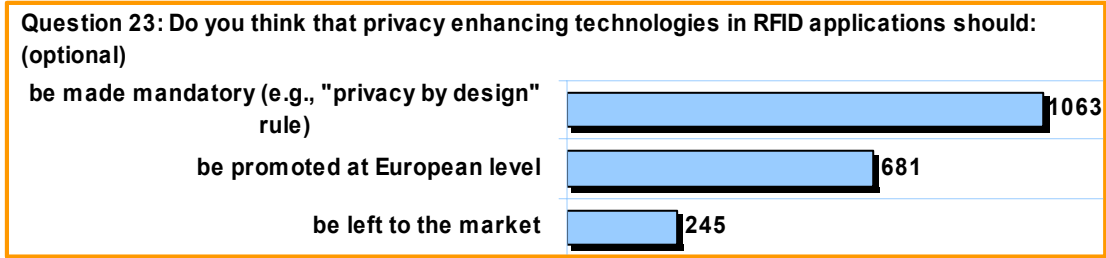 Question 23: Do you think that privacy enhancing technologies in RFID applications should:
(optional)
be made mandatory (e.g., "privacy by design"
rule)
1063
be promoted at European level
681
be left to the market
245